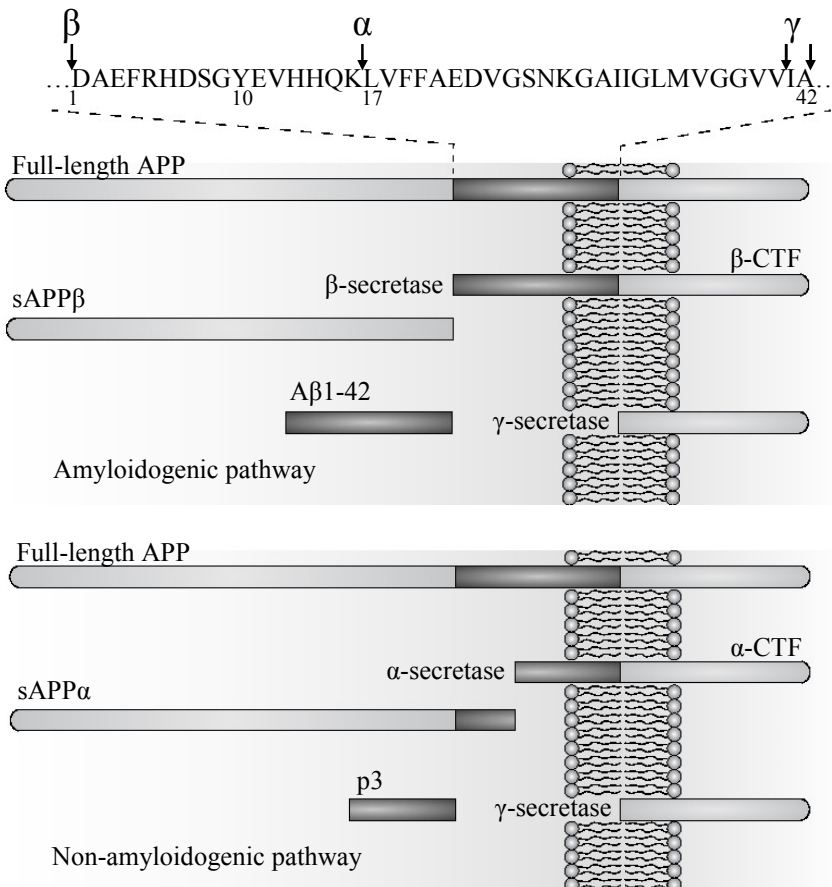 β α γ
…DAEFRHDSGYEVHHQKLVFFAEDVGSNKGAIIGLMVGGVVIA…
1 10 17 42
Full-length APP
β-CTF
β-secretase
sAPPβ
Aβ1-42
γ-secretase
Amyloidogenic pathway
Full-length APP
α-CTF
α-secretase
sAPPα
p3
γ-secretase
Non-amyloidogenic pathway